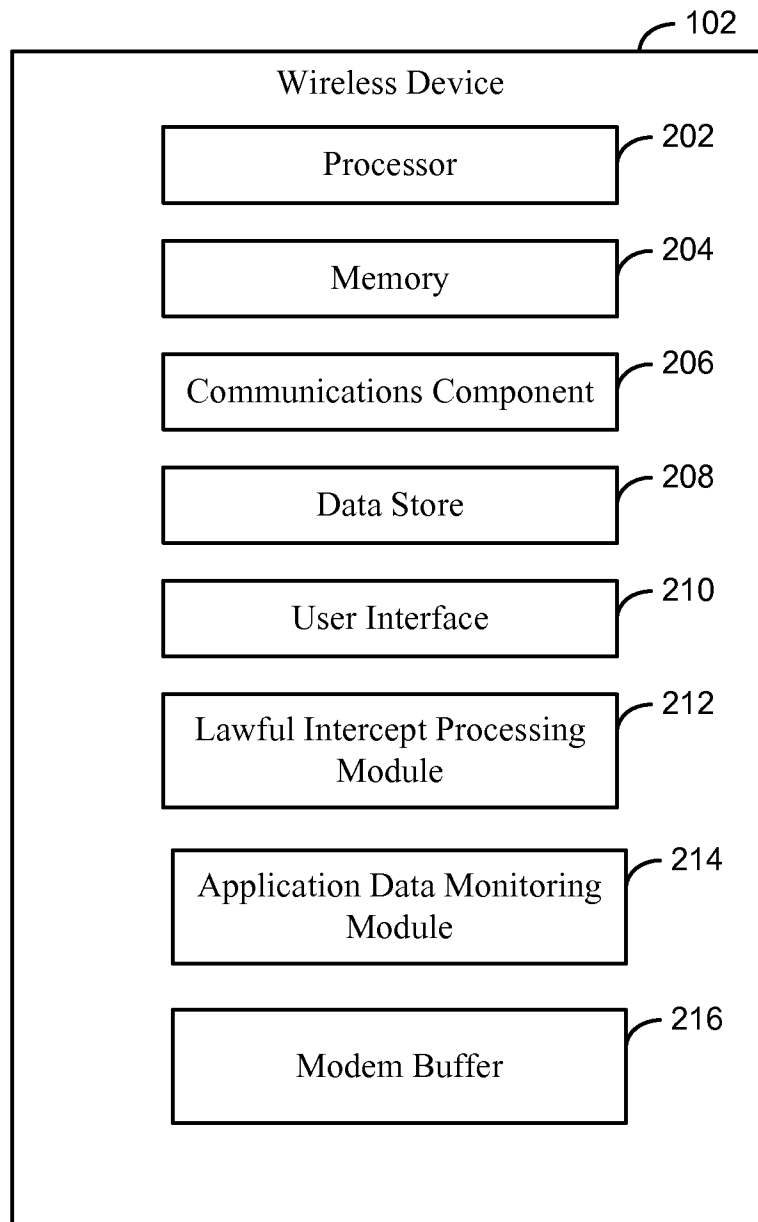 102
Wireless Device
202
Processor
204
Memory
206
Communications Component
208
Data Store
210
User Interface
212
Lawful Intercept Processing
Module
214
Application Data Monitoring
Module
216
Modem Buffer